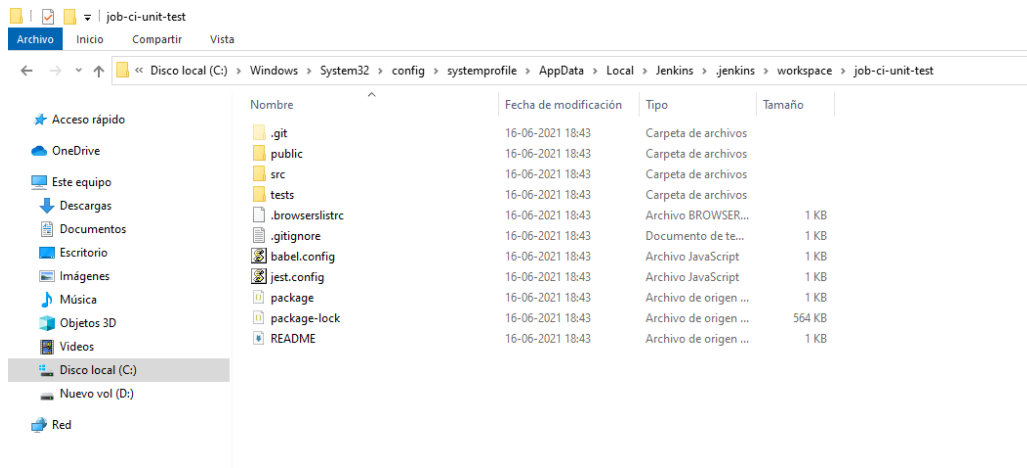 job-ci-unit-test
Archivo Inicio Compartir Vista
« Disco local (C:) › Windows › System32 › config › systemprofile › AppData › Local › Jenkins › .jenkins › workspace › job-ci-unit-test
Acceso rápido
OneDrive
Este equipo
Descargas
Documentos
Escritorio
Imágenes
Música
Objetos 3D
Videos
Disco local (C:)
Nuevo vol (D:)
Red
Nombre Fecha de modificación Tipo Tamaño
.git 16-06-2021 18:43 Carpeta de archivos
public 16-06-2021 18:43 Carpeta de archivos
src 16-06-2021 18:43 Carpeta de archivos
tests 16-06-2021 18:43 Carpeta de archivos
.browserslistrc 16-06-2021 18:43 Archivo BROWSER... 1 KB
.gitignore 16-06-2021 18:43 Documento de te... 1 KB
babel.config 16-06-2021 18:43 Archivo JavaScript 1 KB
jest.config 16-06-2021 18:43 Archivo JavaScript 1 KB
package 16-06-2021 18:43 Archivo de origen ... 1 KB
package-lock 16-06-2021 18:43 Archivo de origen ... 564 KB
README 16-06-2021 18:43 Archivo de origen ... 1 KB